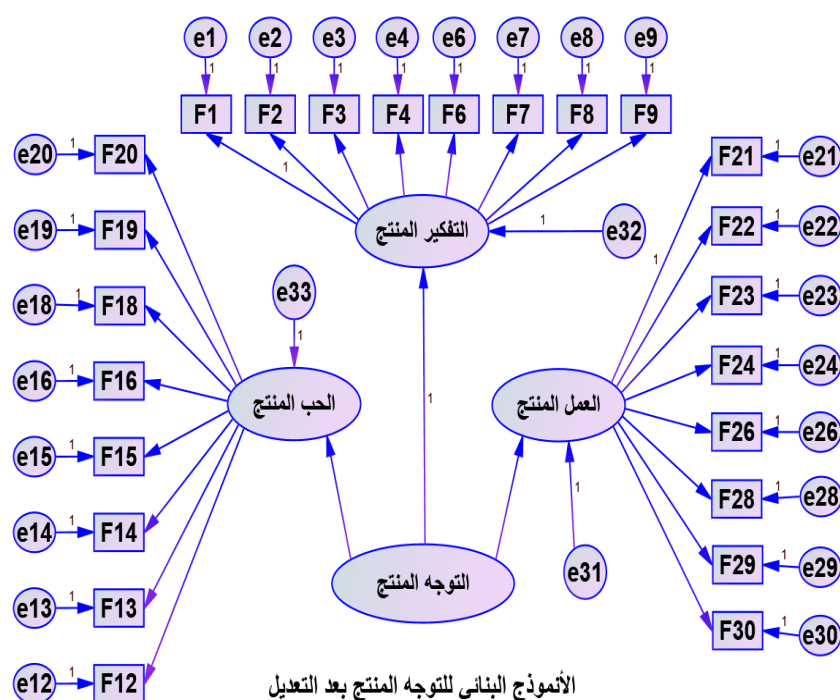 e1 e2 e3 e4 e6 e7 e8 e9
1 1 1 1 1 1 1 1
F1 F2 F3 F4 F6 F7 F8 F9
1
التفكير المنتج
1 e32
e20 1 F20
e19 1 F19
e18 1 F18
e16 1 F16
e15 1 F15
e14 1 F14
e13 1 F13
e12 1 F12
e33
1
الحب المنتج
1
العمل المنتج
1
F21 1 e21
F22 1 e22
F23 1 e23
F24 1 e24
F26 1 e26
F28 1 e28
F29 1 e29
F30 1 e30
1
e31
التوجه المنتج
الأنموذج البنائي للتوجه المنتج بعد التعديل